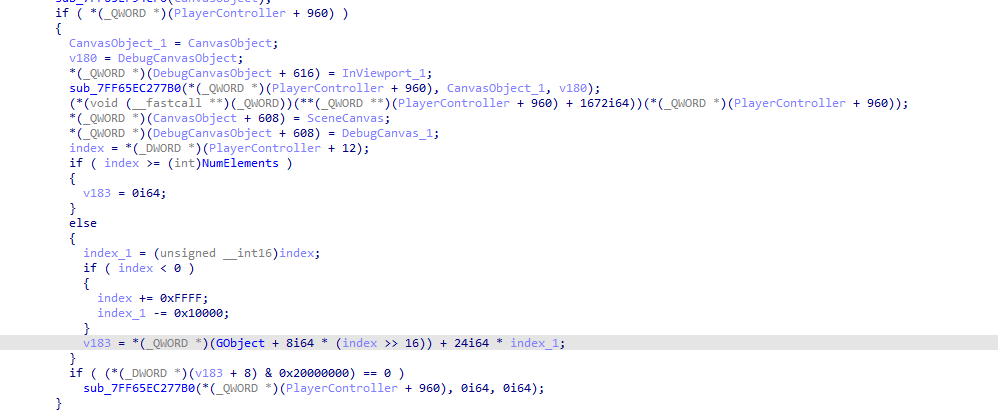 if ( *(_QWORD *)(PlayerController + 960) )
{
CanvasObject_1 = CanvasObject;
v180 = DebugCanvasObject;
*(_QWORD *)(DebugCanvasObject + 616) = InViewport_1;
sub_7FF65EC277B0(*(_QWORD *)(PlayerController + 960), CanvasObject_1, v180);
(*(void (__fastcall **)(_QWORD))(**(_QWORD **)(PlayerController + 960) + 1672i64))(*(_QWORD *)(PlayerController + 960));
*(_QWORD *)(CanvasObject + 608) = SceneCanvas;
*(_QWORD *)(DebugCanvasObject + 608) = DebugCanvas_1;
index = *(_DWORD *)(PlayerController + 12);
if ( index >= (int)NumElements )
{
v183 = 0i64;
}
else
{
index_1 = (unsigned __int16)index;
if ( index < 0 )
{
index += 0xFFFF;
index_1 -= 0x10000;
}
v183 = *(_QWORD *)(GObject + 8i64 * (index >> 16)) + 24i64 * index_1;
}
if ( (*(_DWORD *)(v183 + 8) & 0x20000000) == 0 )
sub_7FF65EC277B0(*(_QWORD *)(PlayerController + 960), 0i64, 0i64);
}